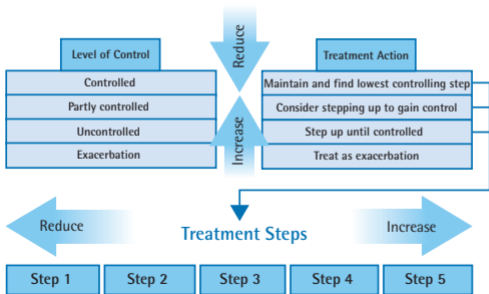 Reduce
Level of Control
Treatment Action
Controlled
Maintain and find lowest controlling step
Partly controlled
Consider stepping up to gain control
Increase
Uncontrolled
Step up until controlled
Exacerbation
Treat as exacerbation
Reduce
Treatment Steps
Increase
Step 1
Step 2
Step 3
Step 4
Step 5